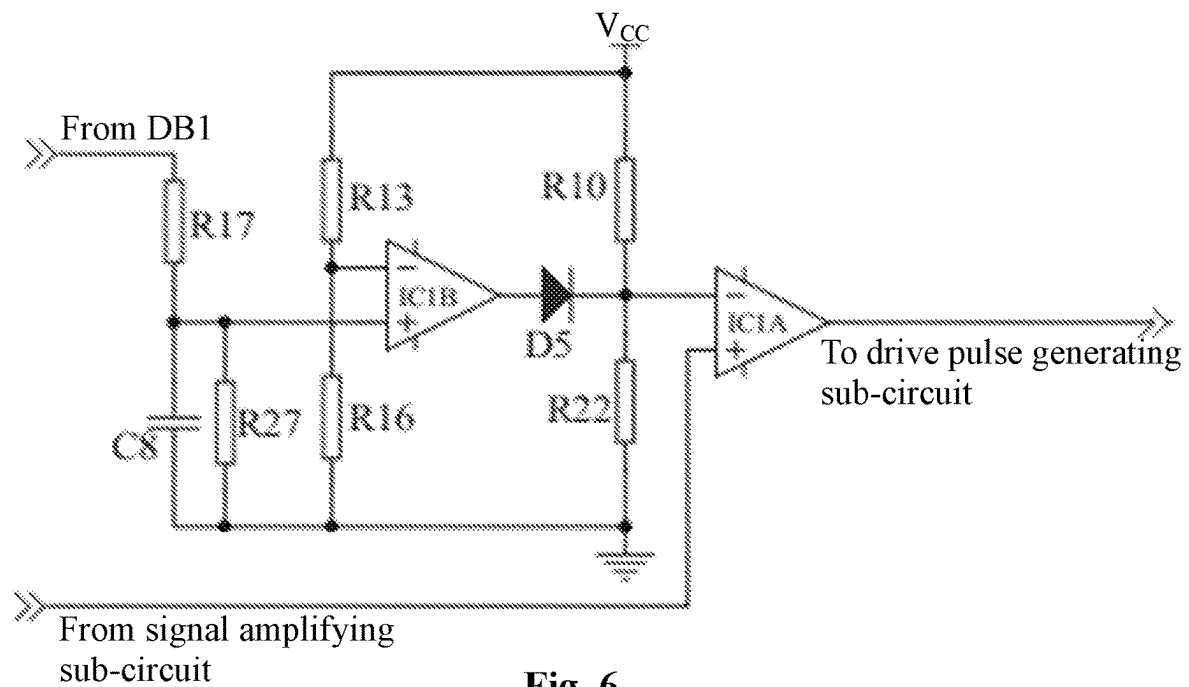 VCC
From DB1
R13
R10
R17
−
IC1B
+
D5
−
IC1A
+
To drive pulse generating
sub-circuit
C8
R27
R16
R22
From signal amplifying
sub-circuit
Fig. 6